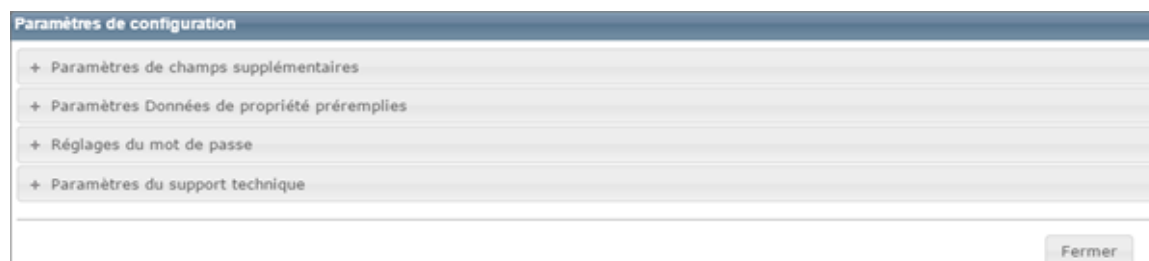 Paramètres de configuration
+ Paramètres de champs supplémentaires
+ Paramètres Données de propriété préremplies
+ Réglages du mot de passe
+ Paramètres du support technique
Fermer